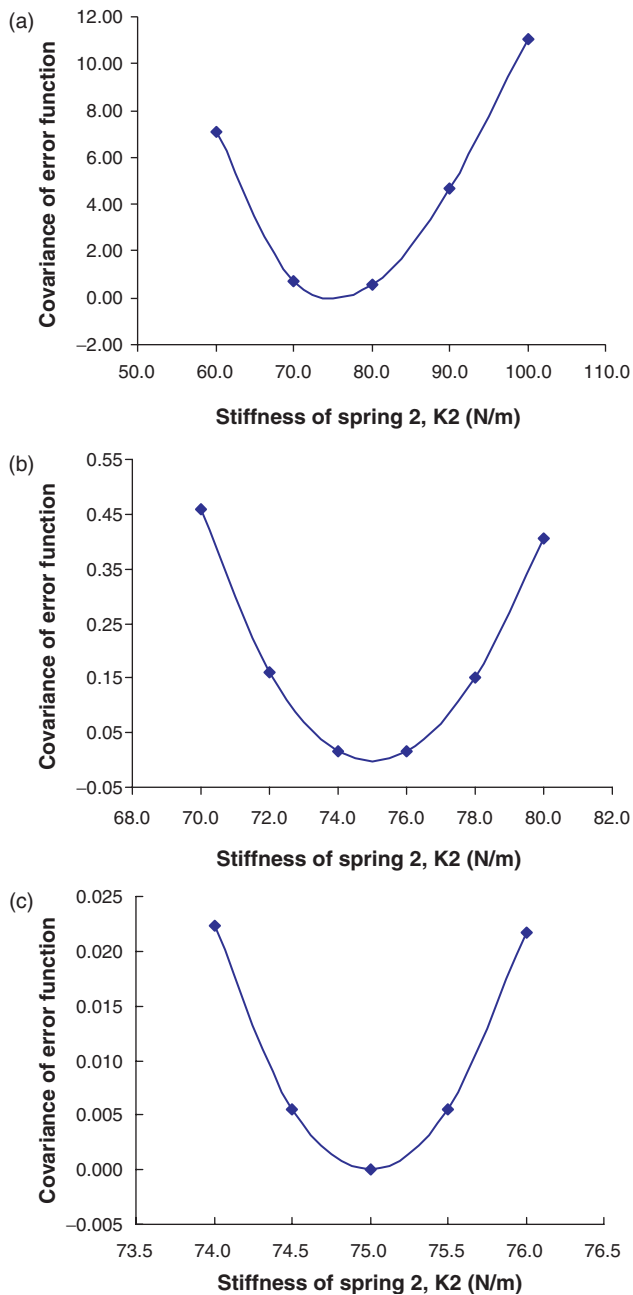 (a)
Covariance of error function
12.00
10.00
8.00
6.00
4.00
2.00
0.00
−2.00
50.0 60.0 70.0 80.0 90.0 100.0 110.0
Stiffness of spring 2, K2 (N/m)
(b)
Covariance of error function
0.55
0.45
0.35
0.25
0.15
0.05
−0.05
68.0 70.0 72.0 74.0 76.0 78.0 80.0 82.0
Stiffness of spring 2, K2 (N/m)
(c)
Covariance of error function
0.025
0.020
0.015
0.010
0.005
0.000
−0.005
73.5 74.0 74.5 75.0 75.5 76.0 76.5
Stiffness of spring 2, K2 (N/m)